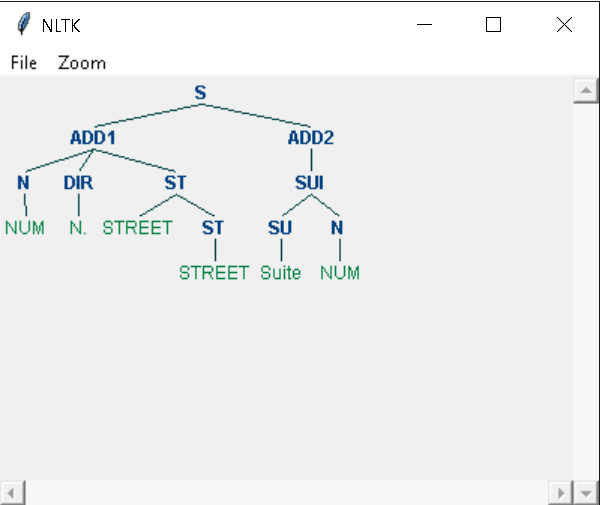 NLTK
File Zoom
S
ADD1 ADD2
N DIR ST SUI
NUM N. STREET ST SU N
STREET Suite NUM